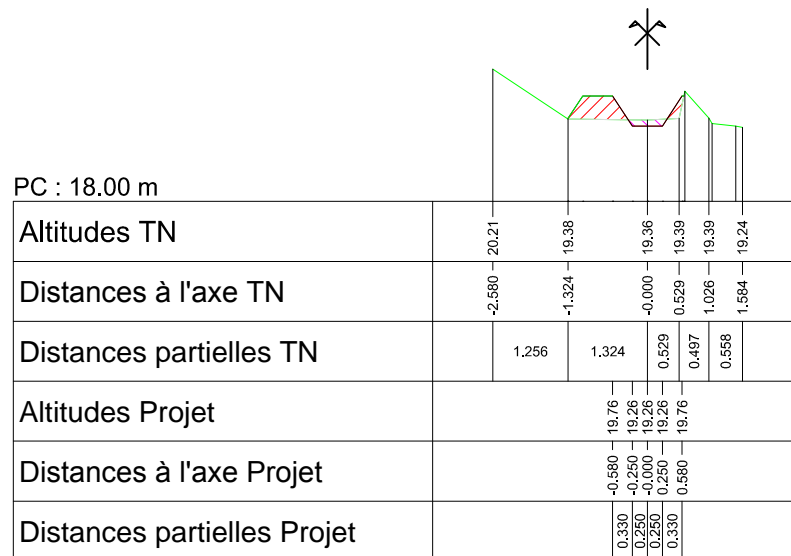 PC : 18.00 m
Altitudes TN
20.21 19.38 19.36 19.39 19.39 19.24
Distances à l'axe TN
-2.580 -1.324 -0.000 0.529 1.026 1.584
Distances partielles TN
1.256 1.324 0.529 0.497 0.558
Altitudes Projet
19.76 19.26 19.26 19.26 19.76
Distances à l'axe Projet
-0.580 -0.250 -0.000 0.250 0.580
Distances partielles Projet
0.330 0.250 0.250 0.330